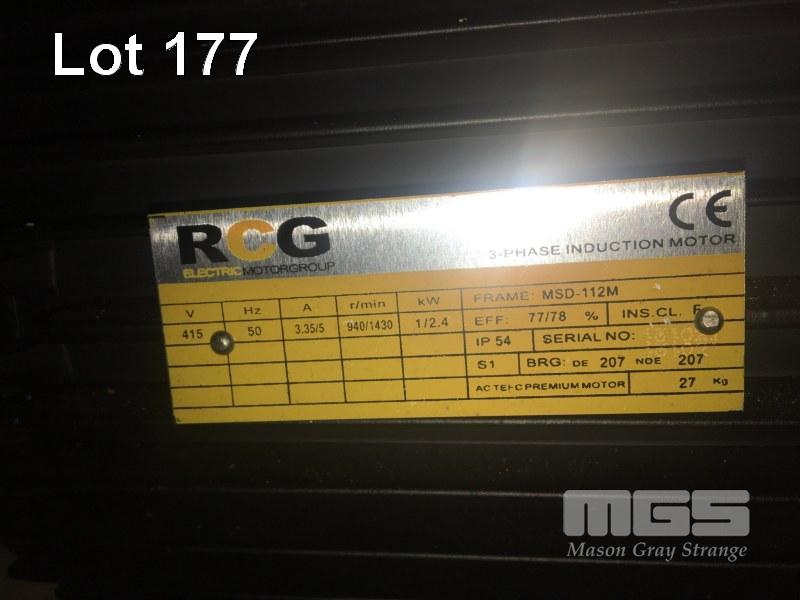 Lot 177
RCG
ELECTRICMOTORGROUP
CE
3-PHASE INDUCTION MOTOR
V Hz A r/min kW
415 50 3.35/5 940/1430 1/2.4
FRAME: MSD-112M
EFF: 77/78 % INS.CL. F
IP 54 SERIAL NO:
S1 BRG: DE 207 NDE 207
AC TEFC PREMIUM MOTOR 27 Kg
MGS
Mason Gray Strange